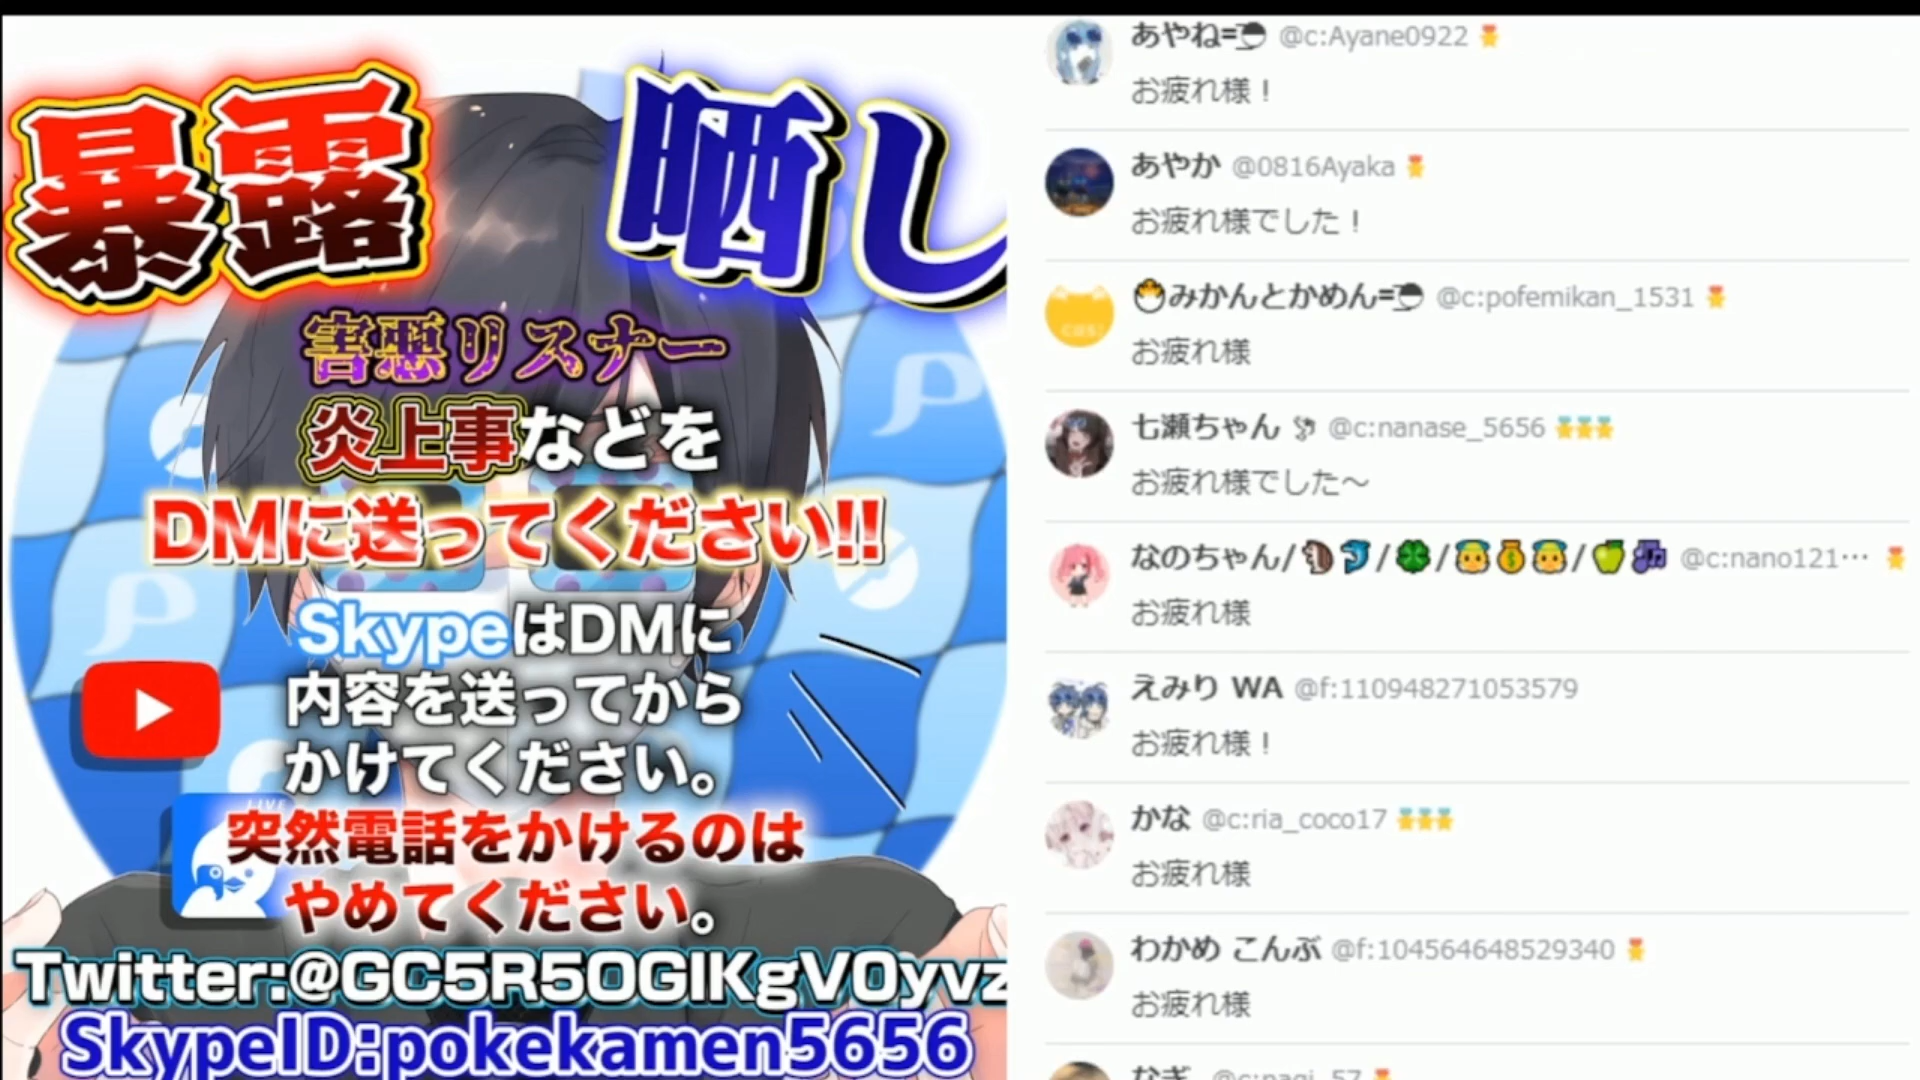 暴露 晒し
害悪リスナー
炎上事などを
DMに送ってください!!
SkypeはDMに
内容を送ってから
かけてください。
LIVE
突然電話をかけるのは
やめてください。
Twitter:@GC5R5OGIKgV0yvz
SkypeID:pokekamen5656
あやね= @c:Ayane0922
お疲れ様！
あやか @0816Ayaka
お疲れ様でした！
みかんとかめん= @c:pofemikan_1531
お疲れ様
七瀬ちゃん @c:nanase_5656
お疲れ様でした〜
なのちゃん/🦔🐬/🍀/👼💰👼/🍏🎶 @c:nano121…
お疲れ様
えみり WA @f:110948271053579
お疲れ様！
かな @c:ria_coco17
お疲れ様
わかめ こんぶ @f:104564648529340
お疲れ様
なぎ @c:nagi_57